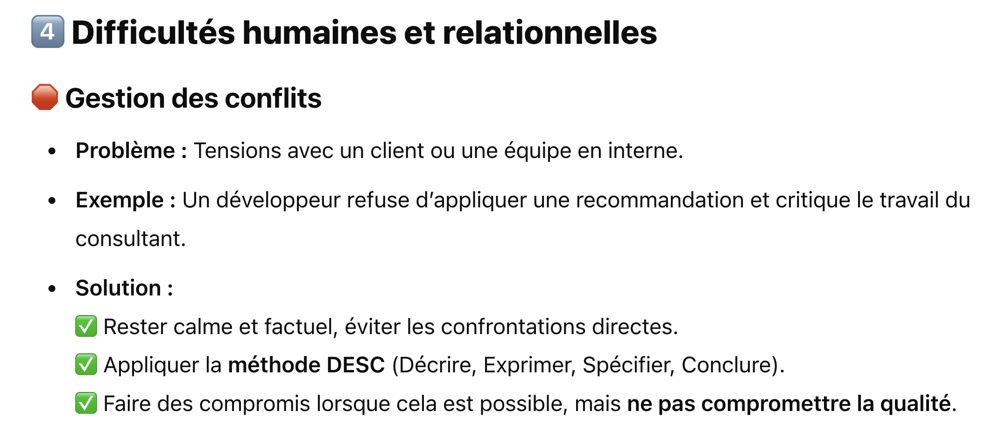 4️⃣ Difficultés humaines et relationnelles
🛑 Gestion des conflits
• Problème : Tensions avec un client ou une équipe en interne.
• Exemple : Un développeur refuse d’appliquer une recommandation et critique le travail du
consultant.
• Solution :
✅ Rester calme et factuel, éviter les confrontations directes.
✅ Appliquer la méthode DESC (Décrire, Exprimer, Spécifier, Conclure).
✅ Faire des compromis lorsque cela est possible, mais ne pas compromettre la qualité.